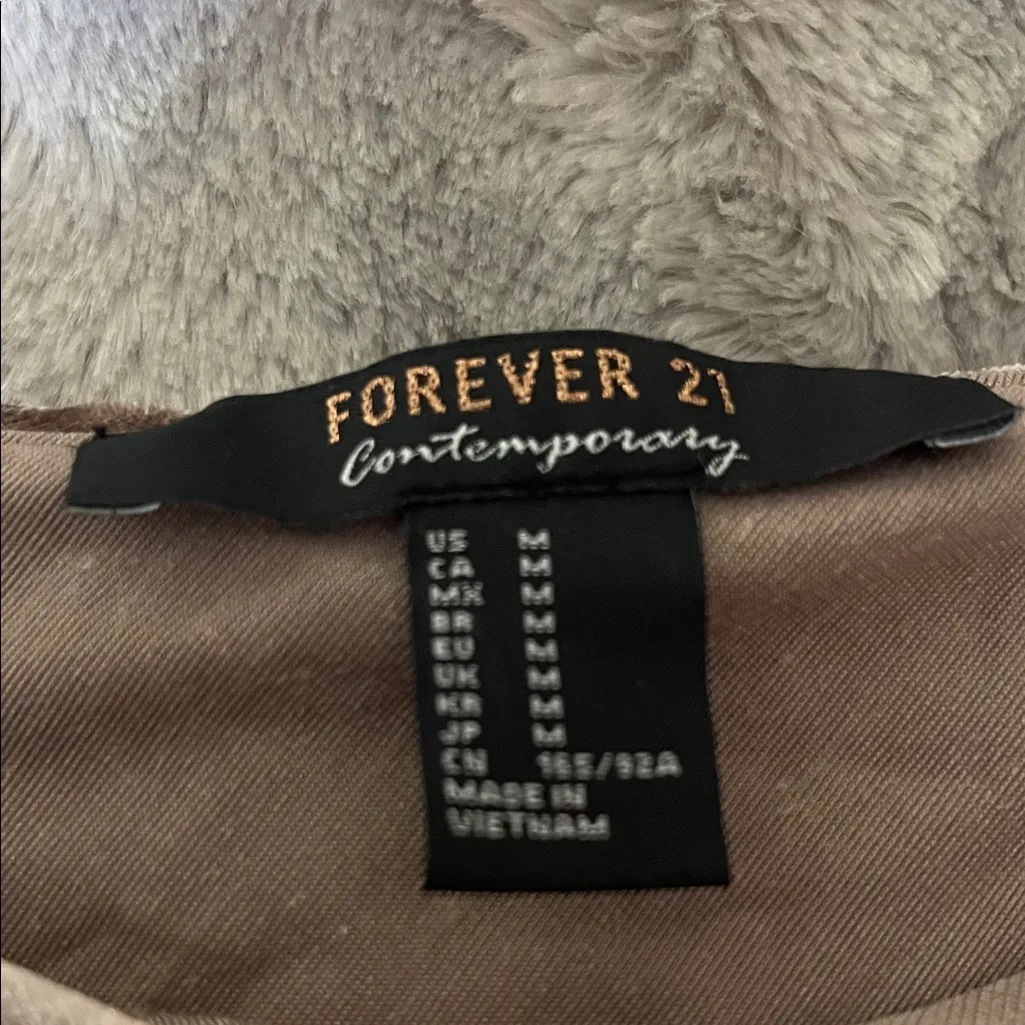 FOREVER 21
Contemporary
US M
CA M
MX M
BR M
EU M
UK M
KR M
JP M
CN 165/92A
MADE IN
VIETNAM